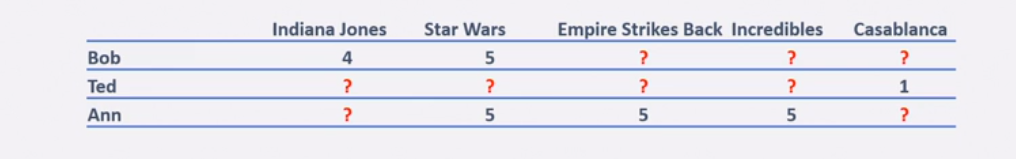 Indiana Jones Star Wars Empire Strikes Back Incredibles Casablanca
Bob 4 5 ? ? ?
Ted ? ? ? ? 1
Ann ? 5 5 5 ?